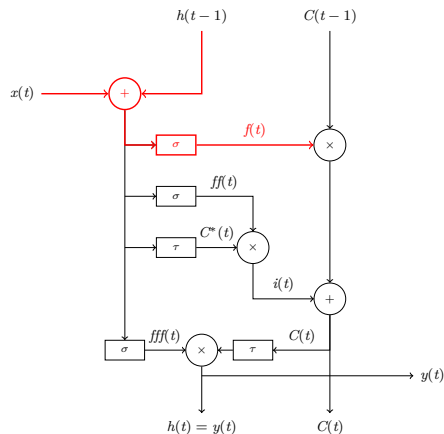 h(t−1) C(t−1)
x(t) +
σ f(t) ×
σ ff(t)
τ C*(t) ×
i(t) +
σ fff(t) × τ C(t)
y(t)
h(t) = y(t) C(t)